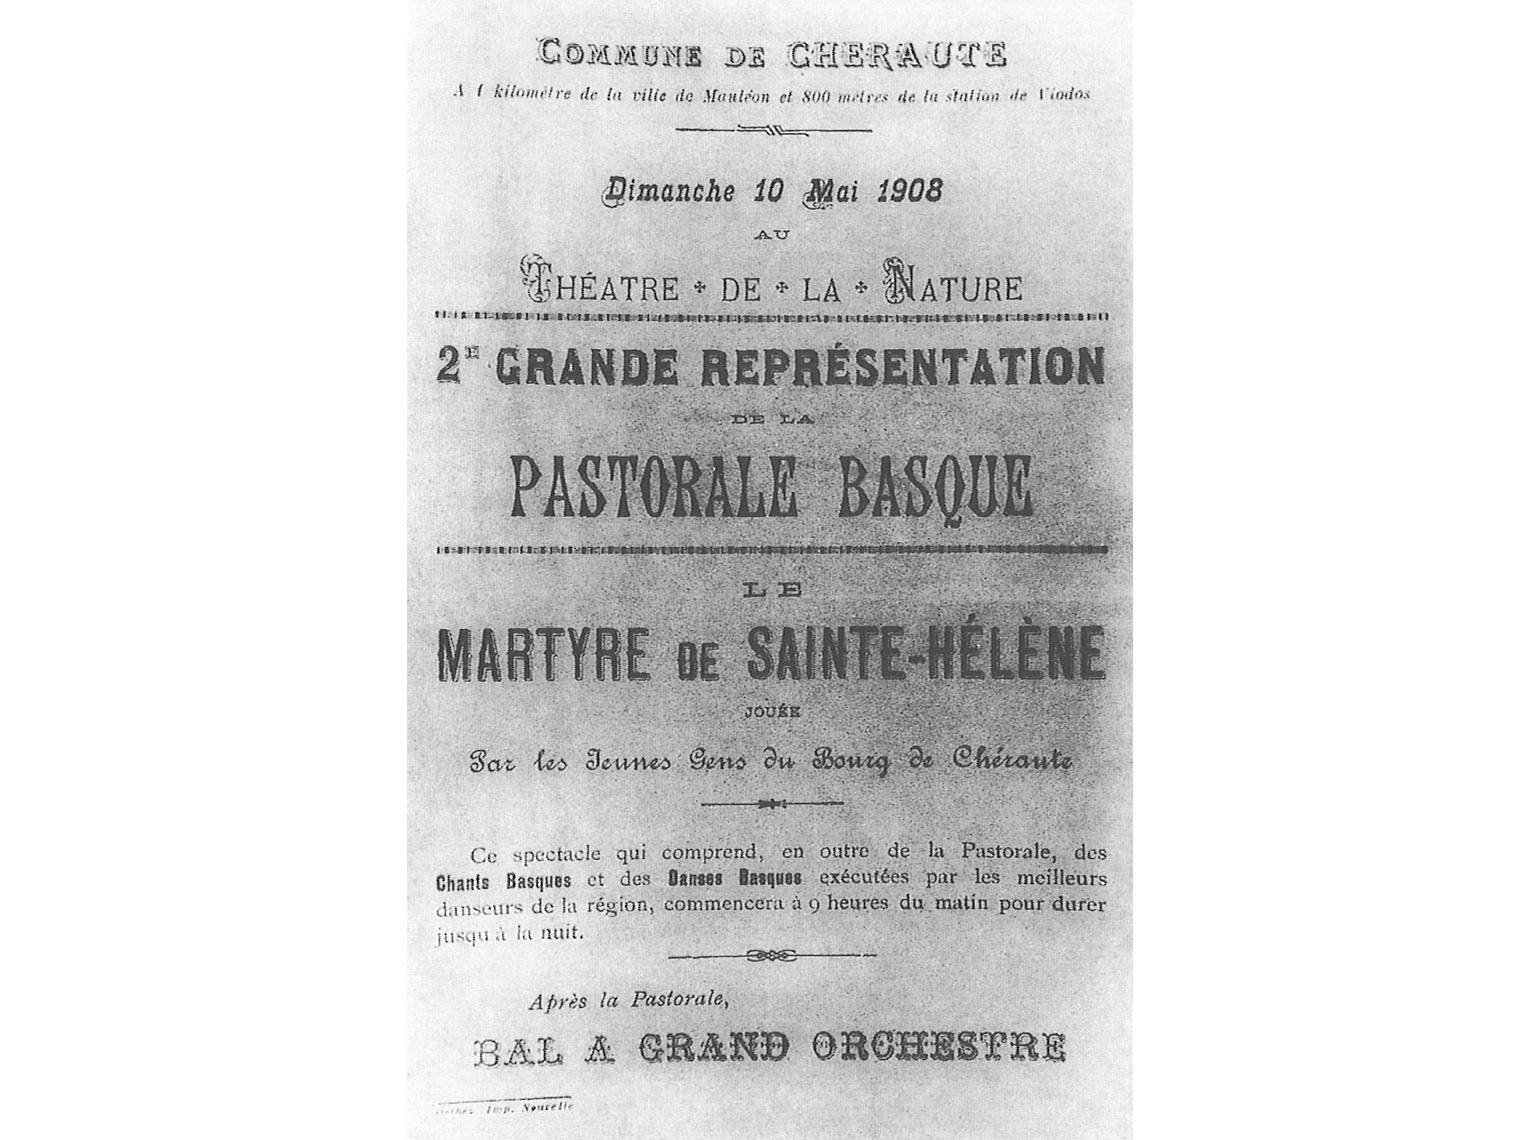 COMMUNE DE CHERAUTE
A 1 kilomètre de la ville de Mauléon et 800 mètres de la station de Viodos
Dimanche 10 Mai 1908
AU
THÉATRE DE LA NATURE
2E GRANDE REPRÉSENTATION
DE LA
PASTORALE BASQUE
LE
MARTYRE DE SAINTE-HÉLÈNE
JOUÉE
Par les Jeunes Gens du Bourg de Chéraute
Ce spectacle qui comprend, en outre de la Pastorale, des
Chants Basques et des Danses Basques exécutées par les meilleurs
danseurs de la région, commencera à 9 heures du matin pour durer
jusqu'à la nuit.
Après la Pastorale,
BAL A GRAND ORCHESTRE
Imp. Nouvelle